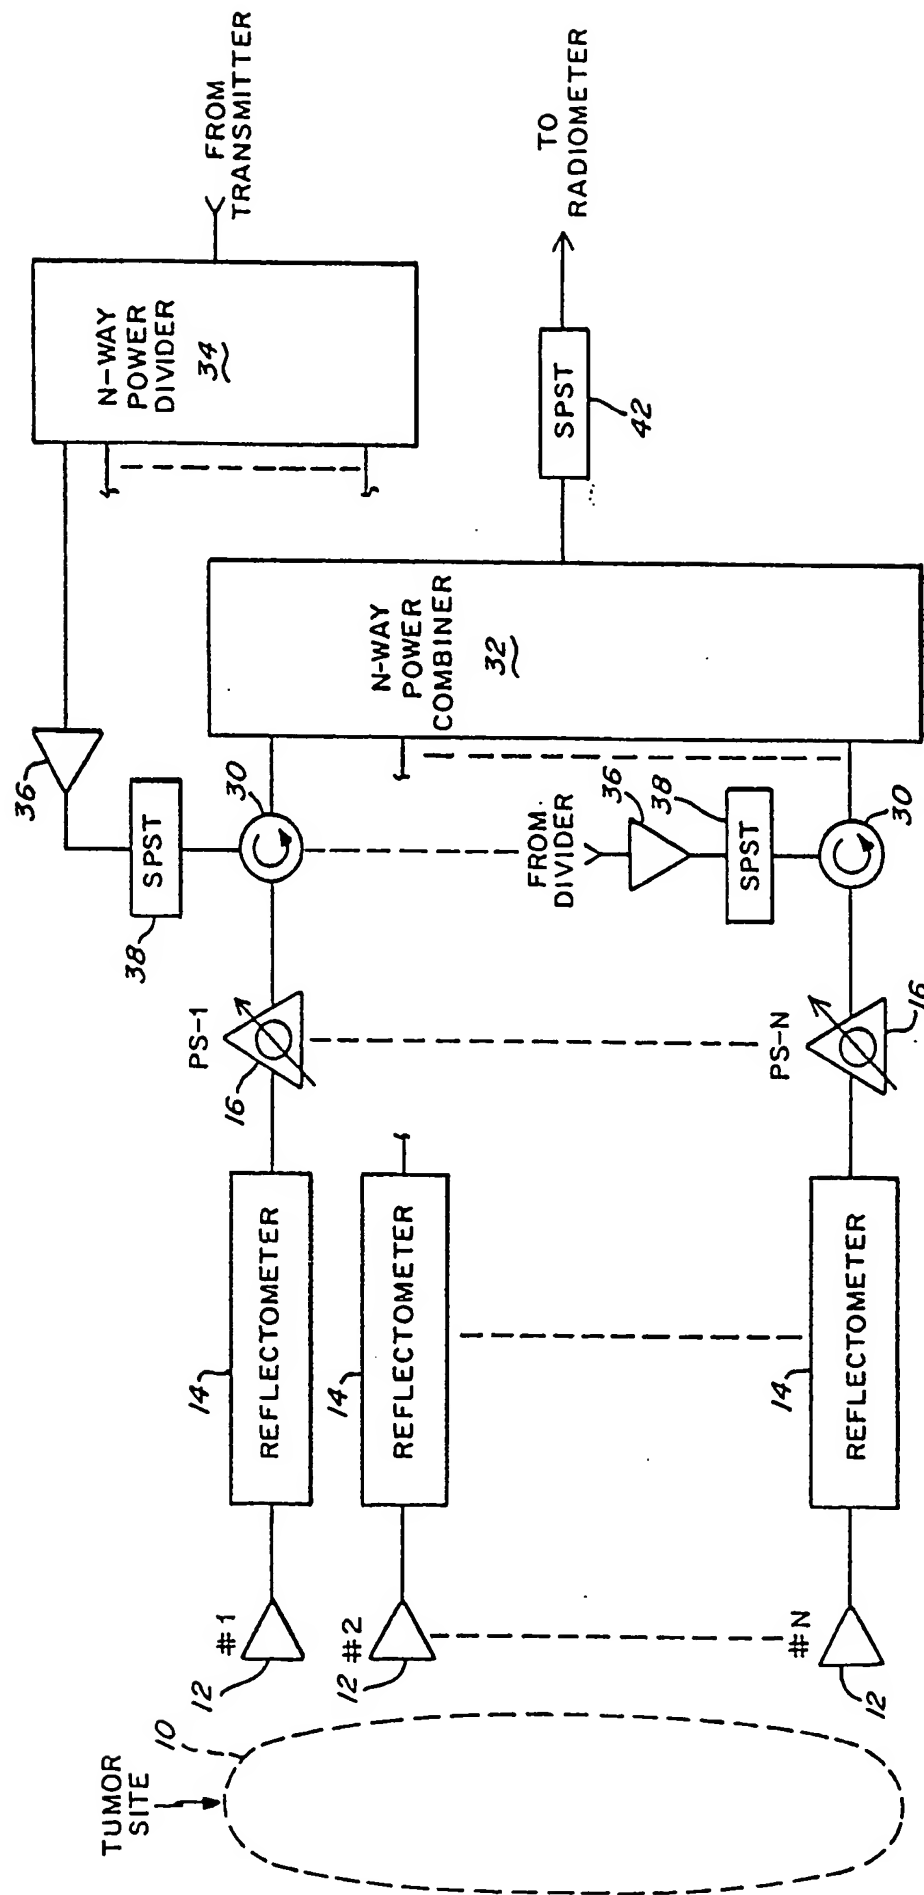 TUMOR
SITE
10
#1
12
#2
12
#N
12
14
REFLECTOMETER
14
REFLECTOMETER
14
REFLECTOMETER
PS-1
16
PS-N
16
36
38
SPST
30
FROM
DIVIDER
36
38
SPST
30
N-WAY
POWER
COMBINER
32
N-WAY
POWER
DIVIDER
34
SPST
42
FROM
TRANSMITTER
TO
RADIOMETER